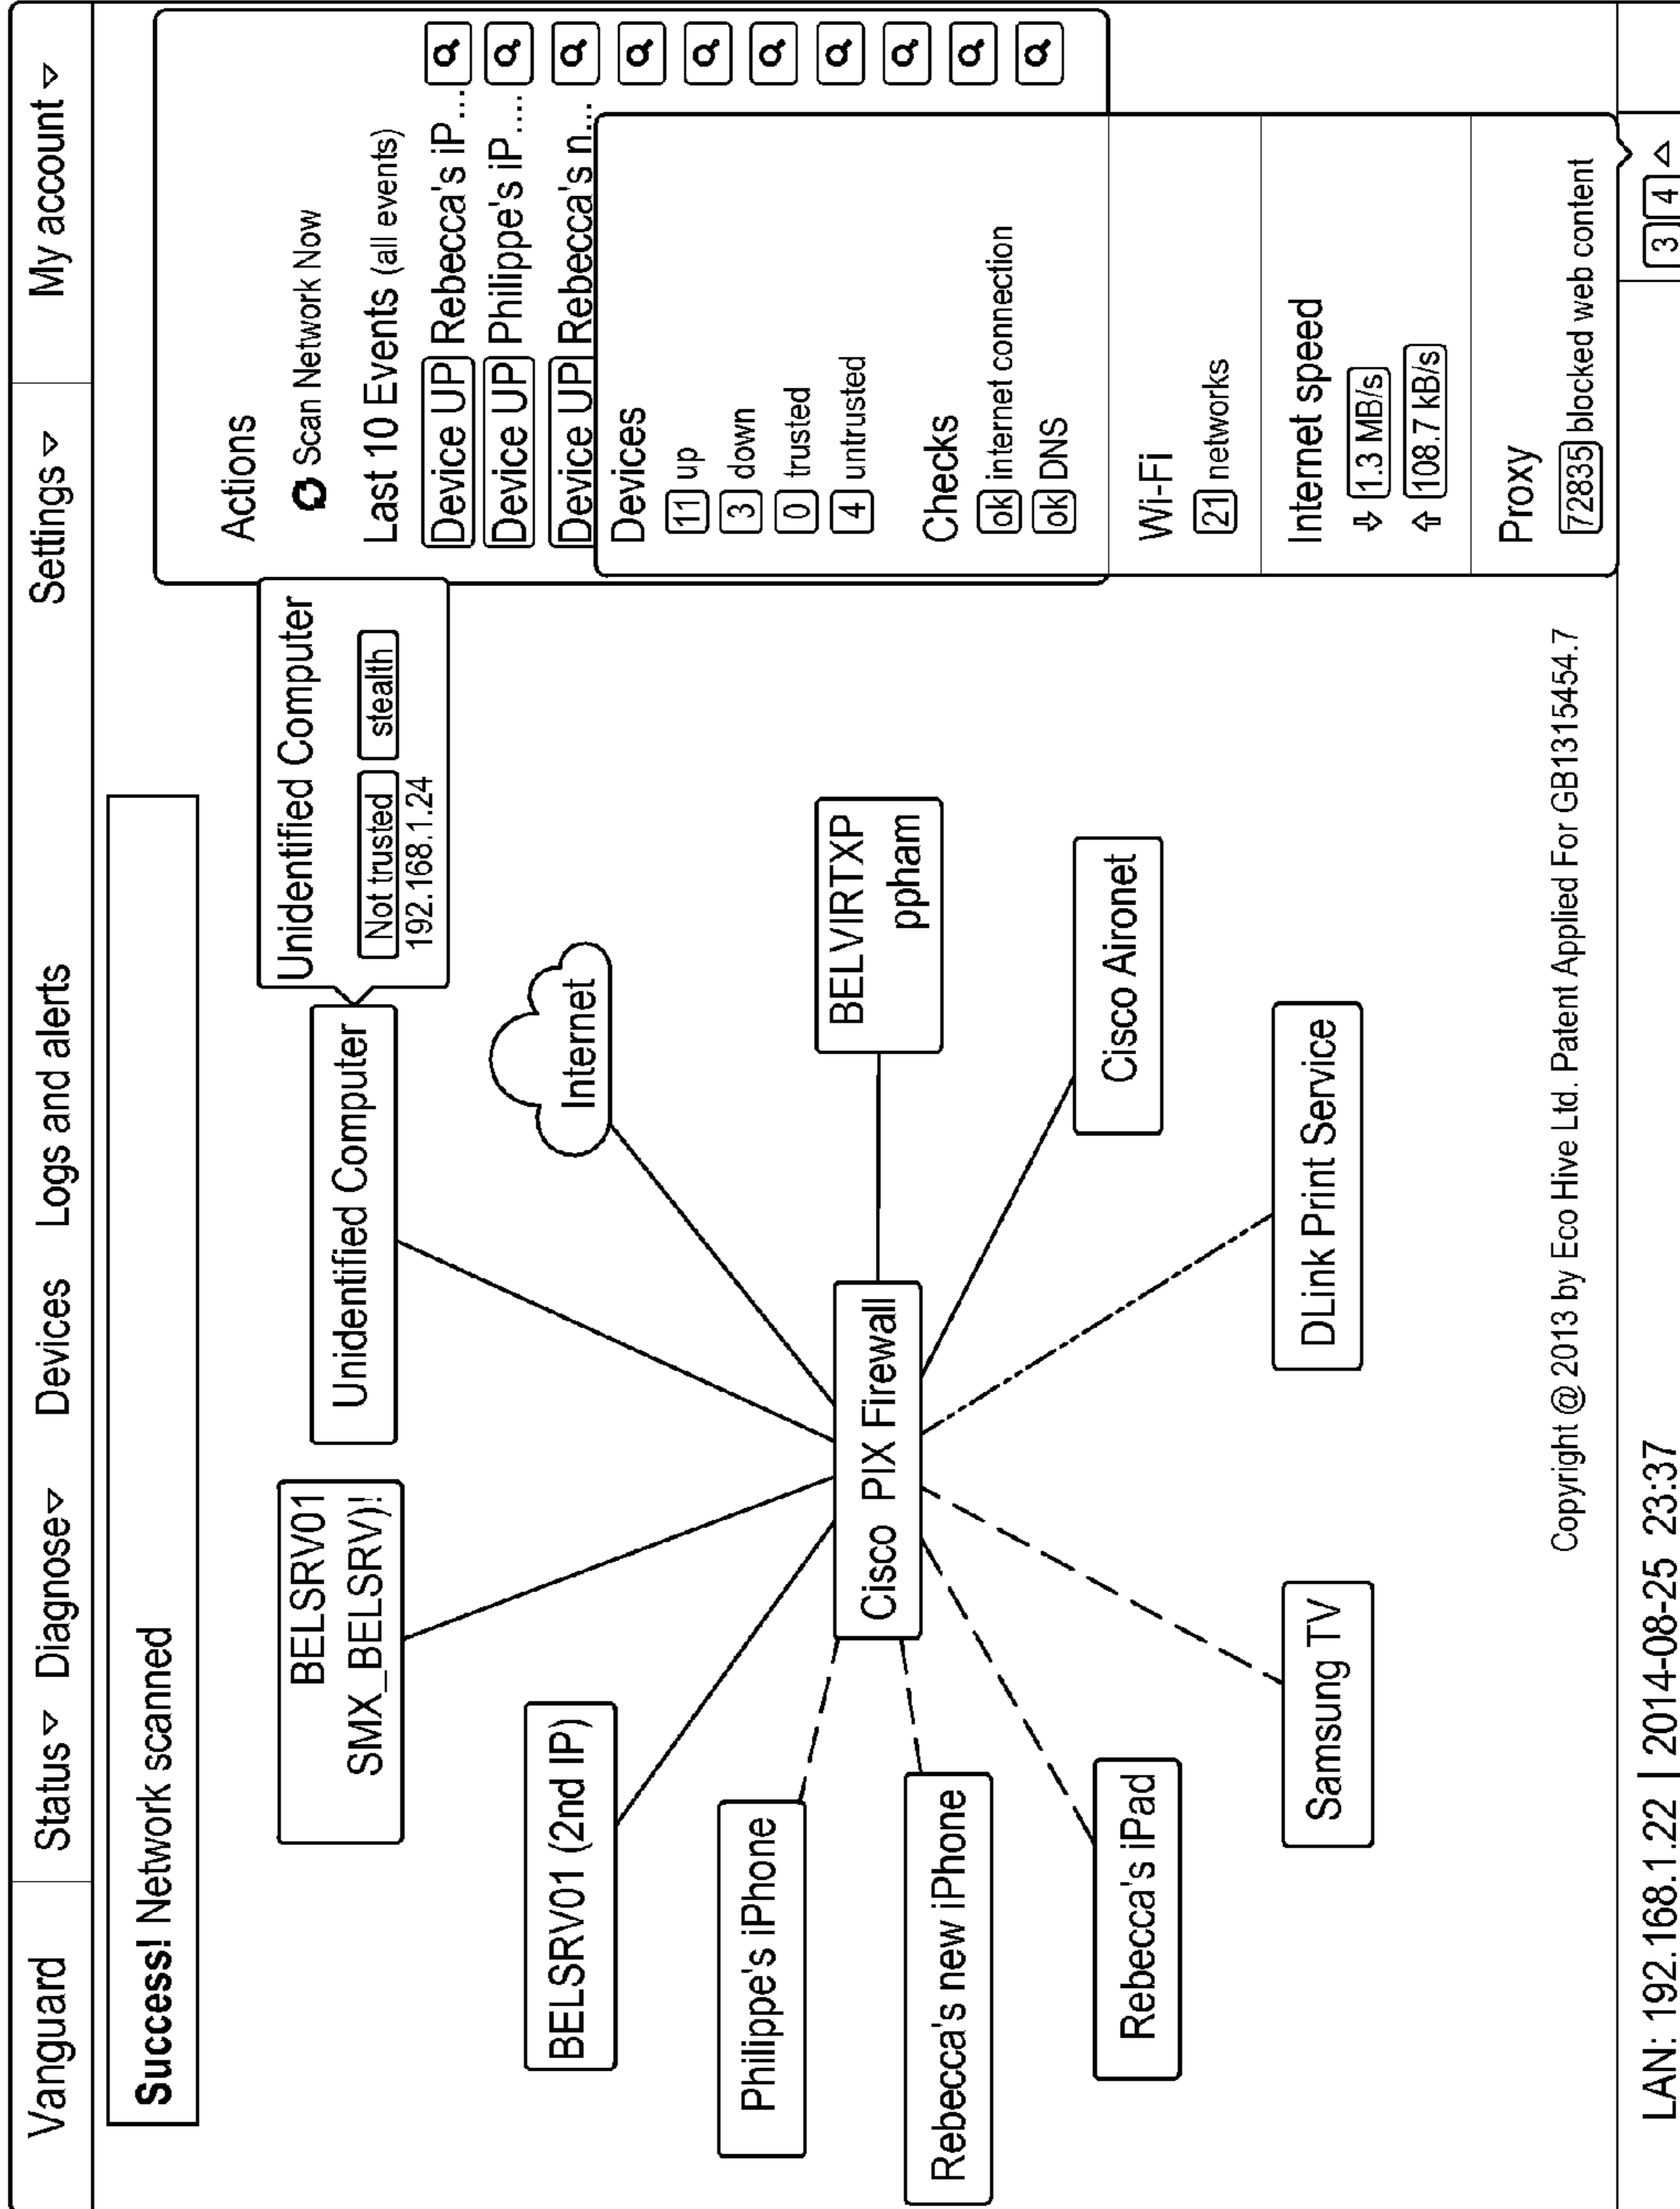 Vanguard Status Diagnose Devices Logs and alerts Settings My account
Success! Network scanned
Actions
Scan Network Now
Last 10 Events (all events)
Device UP Rebecca's iP...
Device UP Philippe's iP....
Device UP Rebecca's n...
Unidentified Computer
Not trusted stealth
192.168.1.24
BELSRV01
SMX_BELSRV)!
Unidentified Computer
Internet
BELSRV01 (2nd IP)
Philippe's iPhone
Rebecca's new iPhone
Rebecca's iPad
Samsung TV
Cisco PIX Firewall
BELVIRTXP
ppham
Cisco Aironet
DLink Print Service
Devices
11 up
3 down
0 trusted
4 untrusted
Checks
ok internet connection
ok DNS
Wi-Fi
21 networks
Internet speed
1.3 MB/s
108.7 kB/s
Proxy
72835 blocked web content
Copyright @ 2013 by Eco Hive Ltd. Patent Applied For GB1315454.7
LAN: 192.168.1.22 | 2014-08-25 23:37
3 4